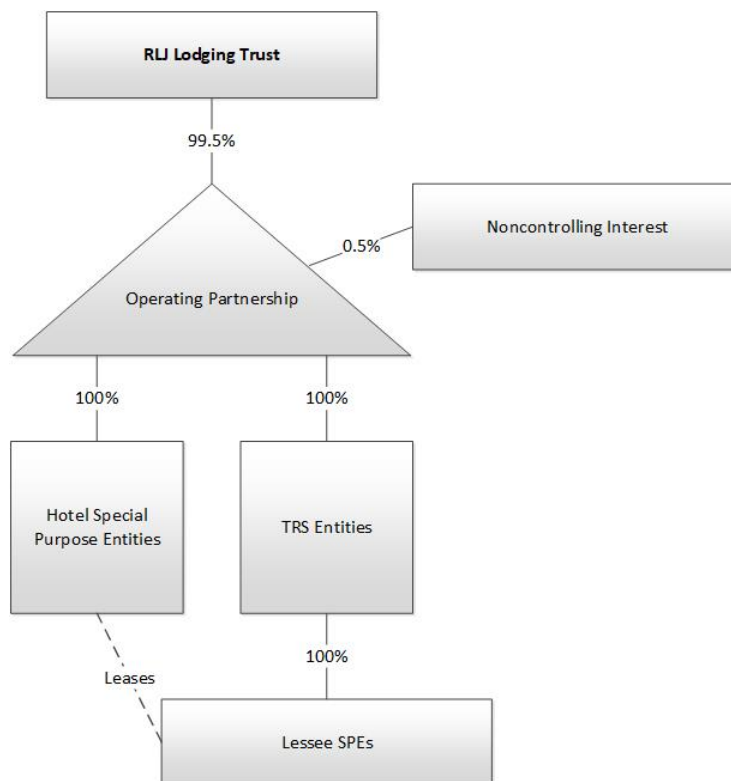 RLJ Lodging Trust
99.5%
Noncontrolling Interest
0.5%
Operating Partnership
100%
100%
Hotel Special
Purpose Entities
TRS Entities
100%
Leases
Lessee SPEs